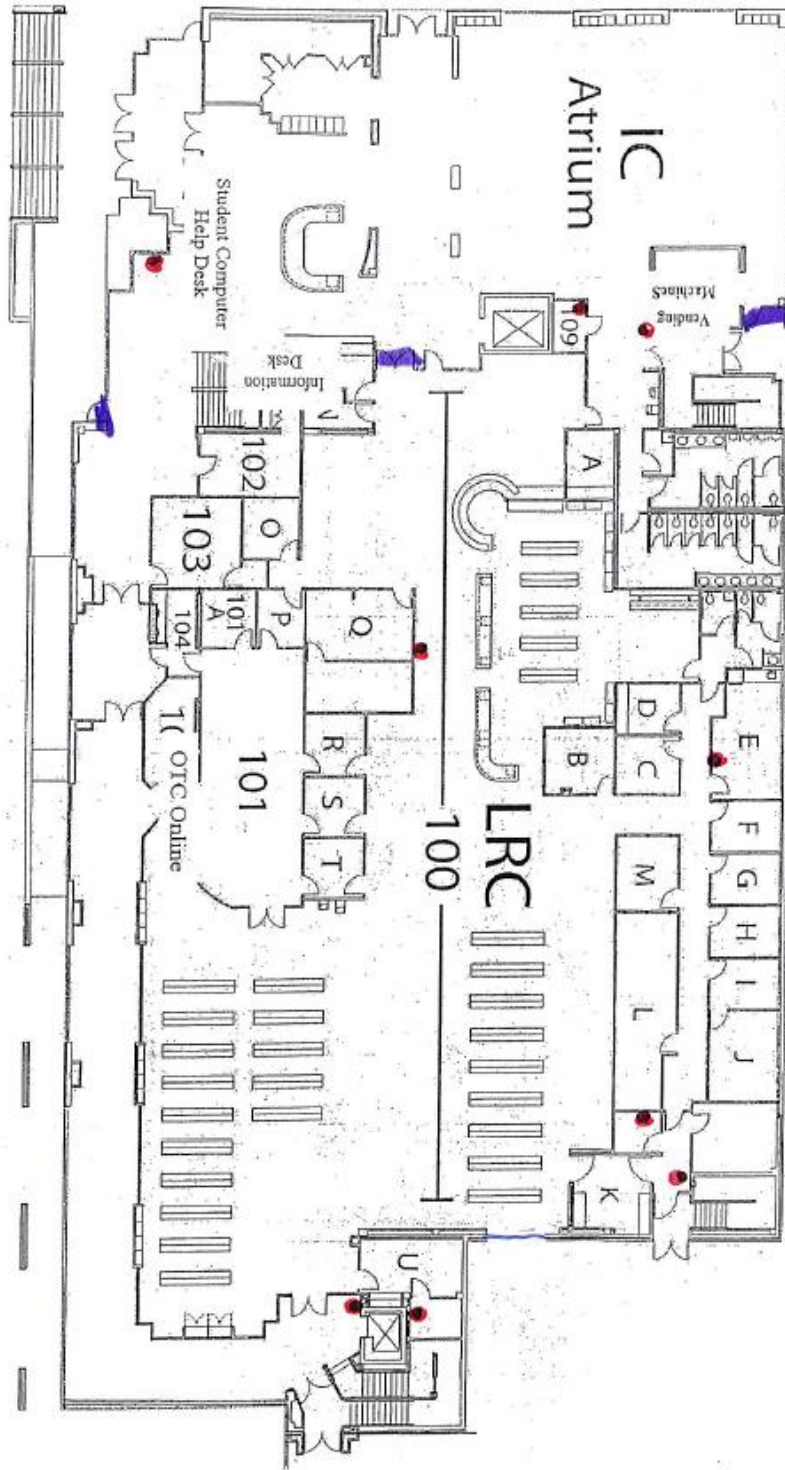 IC
Atrium
Student Computer
Help Desk
Vending
Machines
109
Information
Desk
102
A
103
O
104
101
A
P
Q
D
E
1(
OTC Online
101
R
B
C
S
F
LRC
100
T
M
G
H
L
I
J
K
U